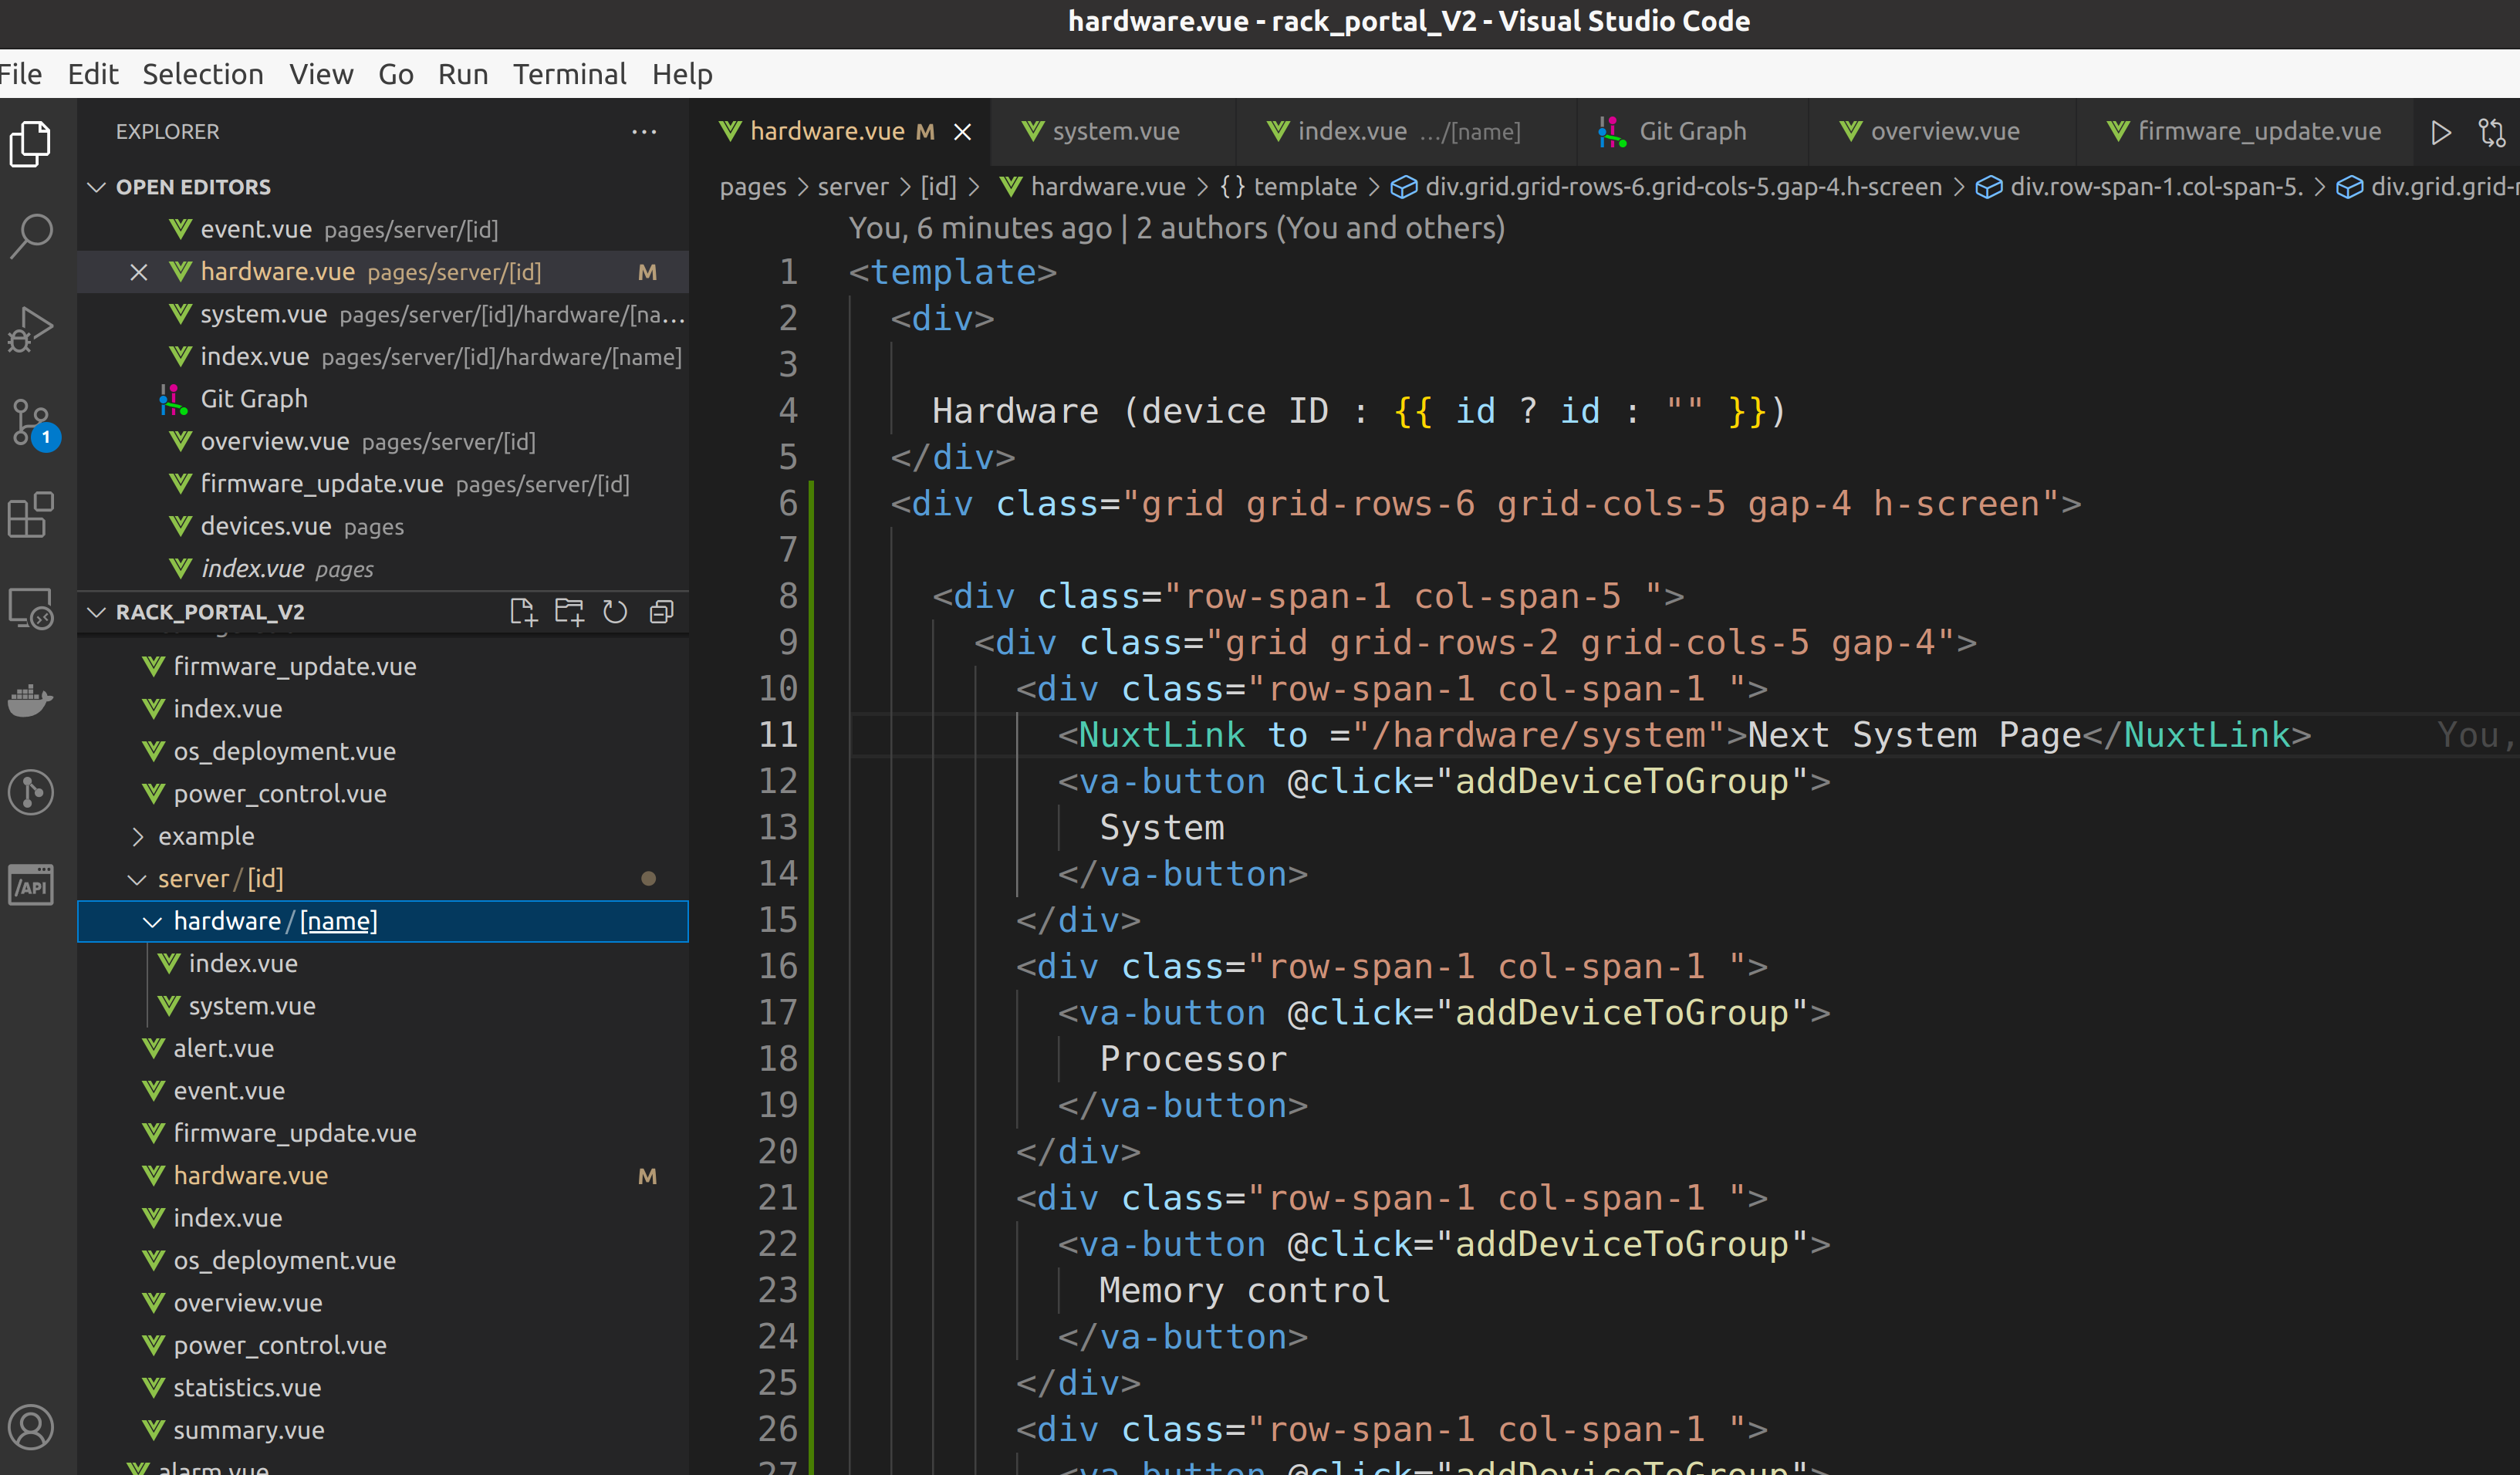 hardware.vue - rack_portal_V2 - Visual Studio Code
File Edit Selection View Go Run Terminal Help
EXPLORER
OPEN EDITORS
event.vue pages/server/[id]
hardware.vue pages/server/[id] M
system.vue pages/server/[id]/hardware/[na...
index.vue pages/server/[id]/hardware/[name]
Git Graph
overview.vue pages/server/[id]
firmware_update.vue pages/server/[id]
devices.vue pages
index.vue pages
RACK_PORTAL_V2
firmware_update.vue
index.vue
os_deployment.vue
power_control.vue
example
server/[id]
hardware/[name]
index.vue
system.vue
alert.vue
event.vue
firmware_update.vue
hardware.vue M
index.vue
os_deployment.vue
overview.vue
power_control.vue
statistics.vue
summary.vue
alarm.vue
1
/API
hardware.vue M system.vue index.vue .../[name] Git Graph overview.vue firmware_update.vue
pages > server > [id] > hardware.vue > {} template > div.grid.grid-rows-6.grid-cols-5.gap-4.h-screen > div.row-span-1.col-span-5. > div.grid.grid-r
You, 6 minutes ago | 2 authors (You and others)
1 <template>
2 <div>
3
4 Hardware (device ID : {{ id ? id : "" }})
5 </div>
6 <div class="grid grid-rows-6 grid-cols-5 gap-4 h-screen">
7
8 <div class="row-span-1 col-span-5 ">
9 <div class="grid grid-rows-2 grid-cols-5 gap-4">
10 <div class="row-span-1 col-span-1 ">
11 <NuxtLink to ="/hardware/system">Next System Page</NuxtLink> You,
12 <va-button @click="addDeviceToGroup">
13 System
14 </va-button>
15 </div>
16 <div class="row-span-1 col-span-1 ">
17 <va-button @click="addDeviceToGroup">
18 Processor
19 </va-button>
20 </div>
21 <div class="row-span-1 col-span-1 ">
22 <va-button @click="addDeviceToGroup">
23 Memory control
24 </va-button>
25 </div>
26 <div class="row-span-1 col-span-1 ">
27 <va-button @click="addDeviceToGroup">